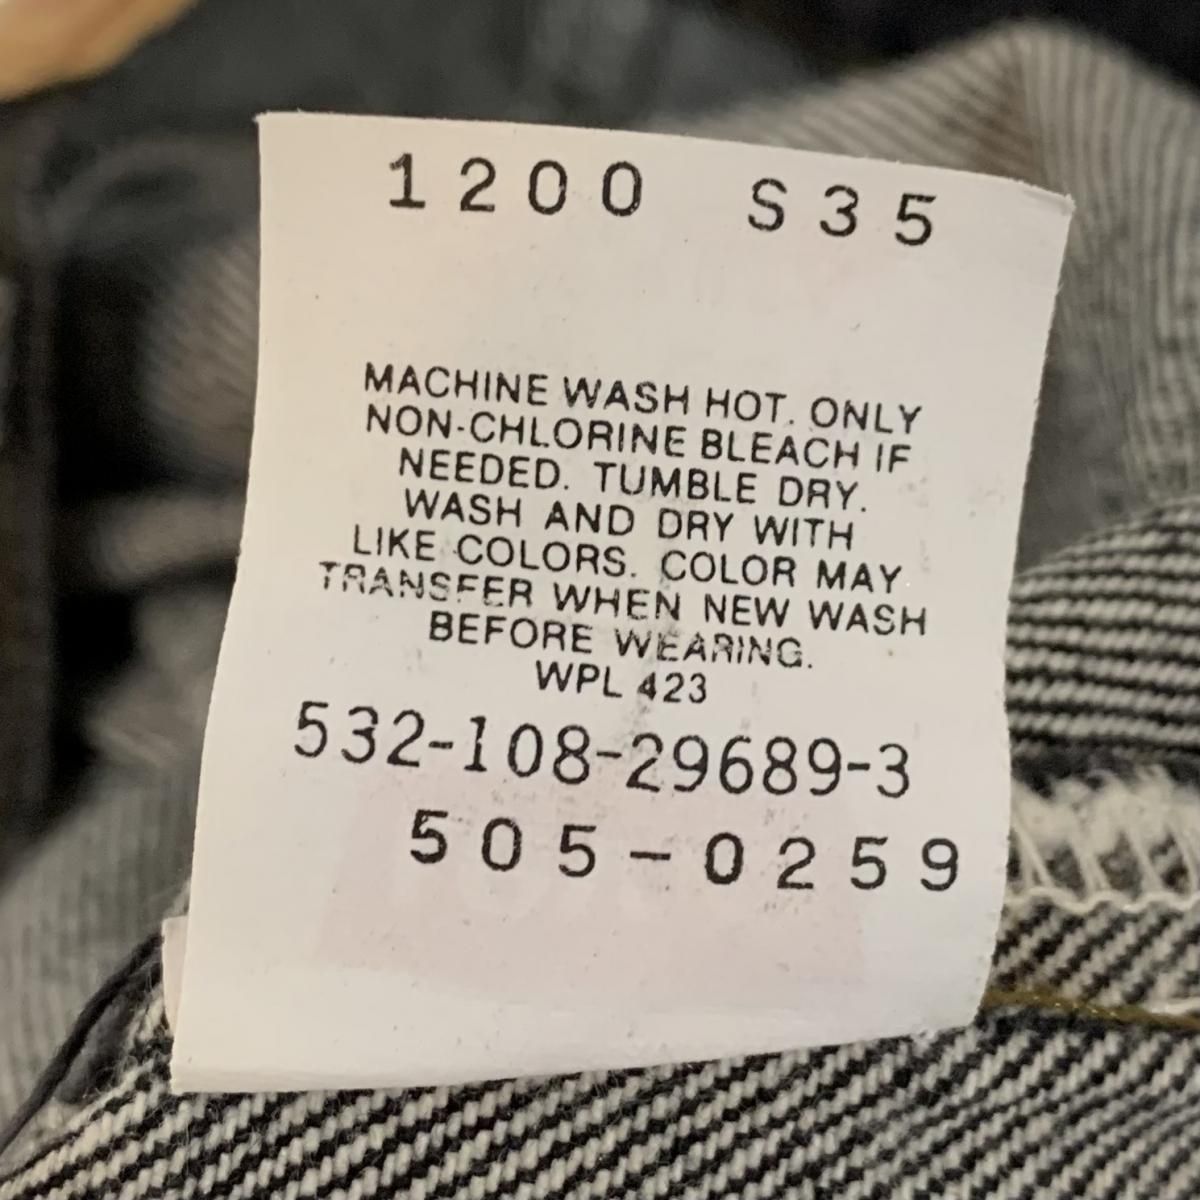 1200 S35
MACHINE WASH HOT. ONLY
NON-CHLORINE BLEACH IF
NEEDED. TUMBLE DRY.
WASH AND DRY WITH
LIKE COLORS. COLOR MAY
TRANSFER WHEN NEW WASH
BEFORE WEARING.
WPL 423
532-108-29689-3
505-0259